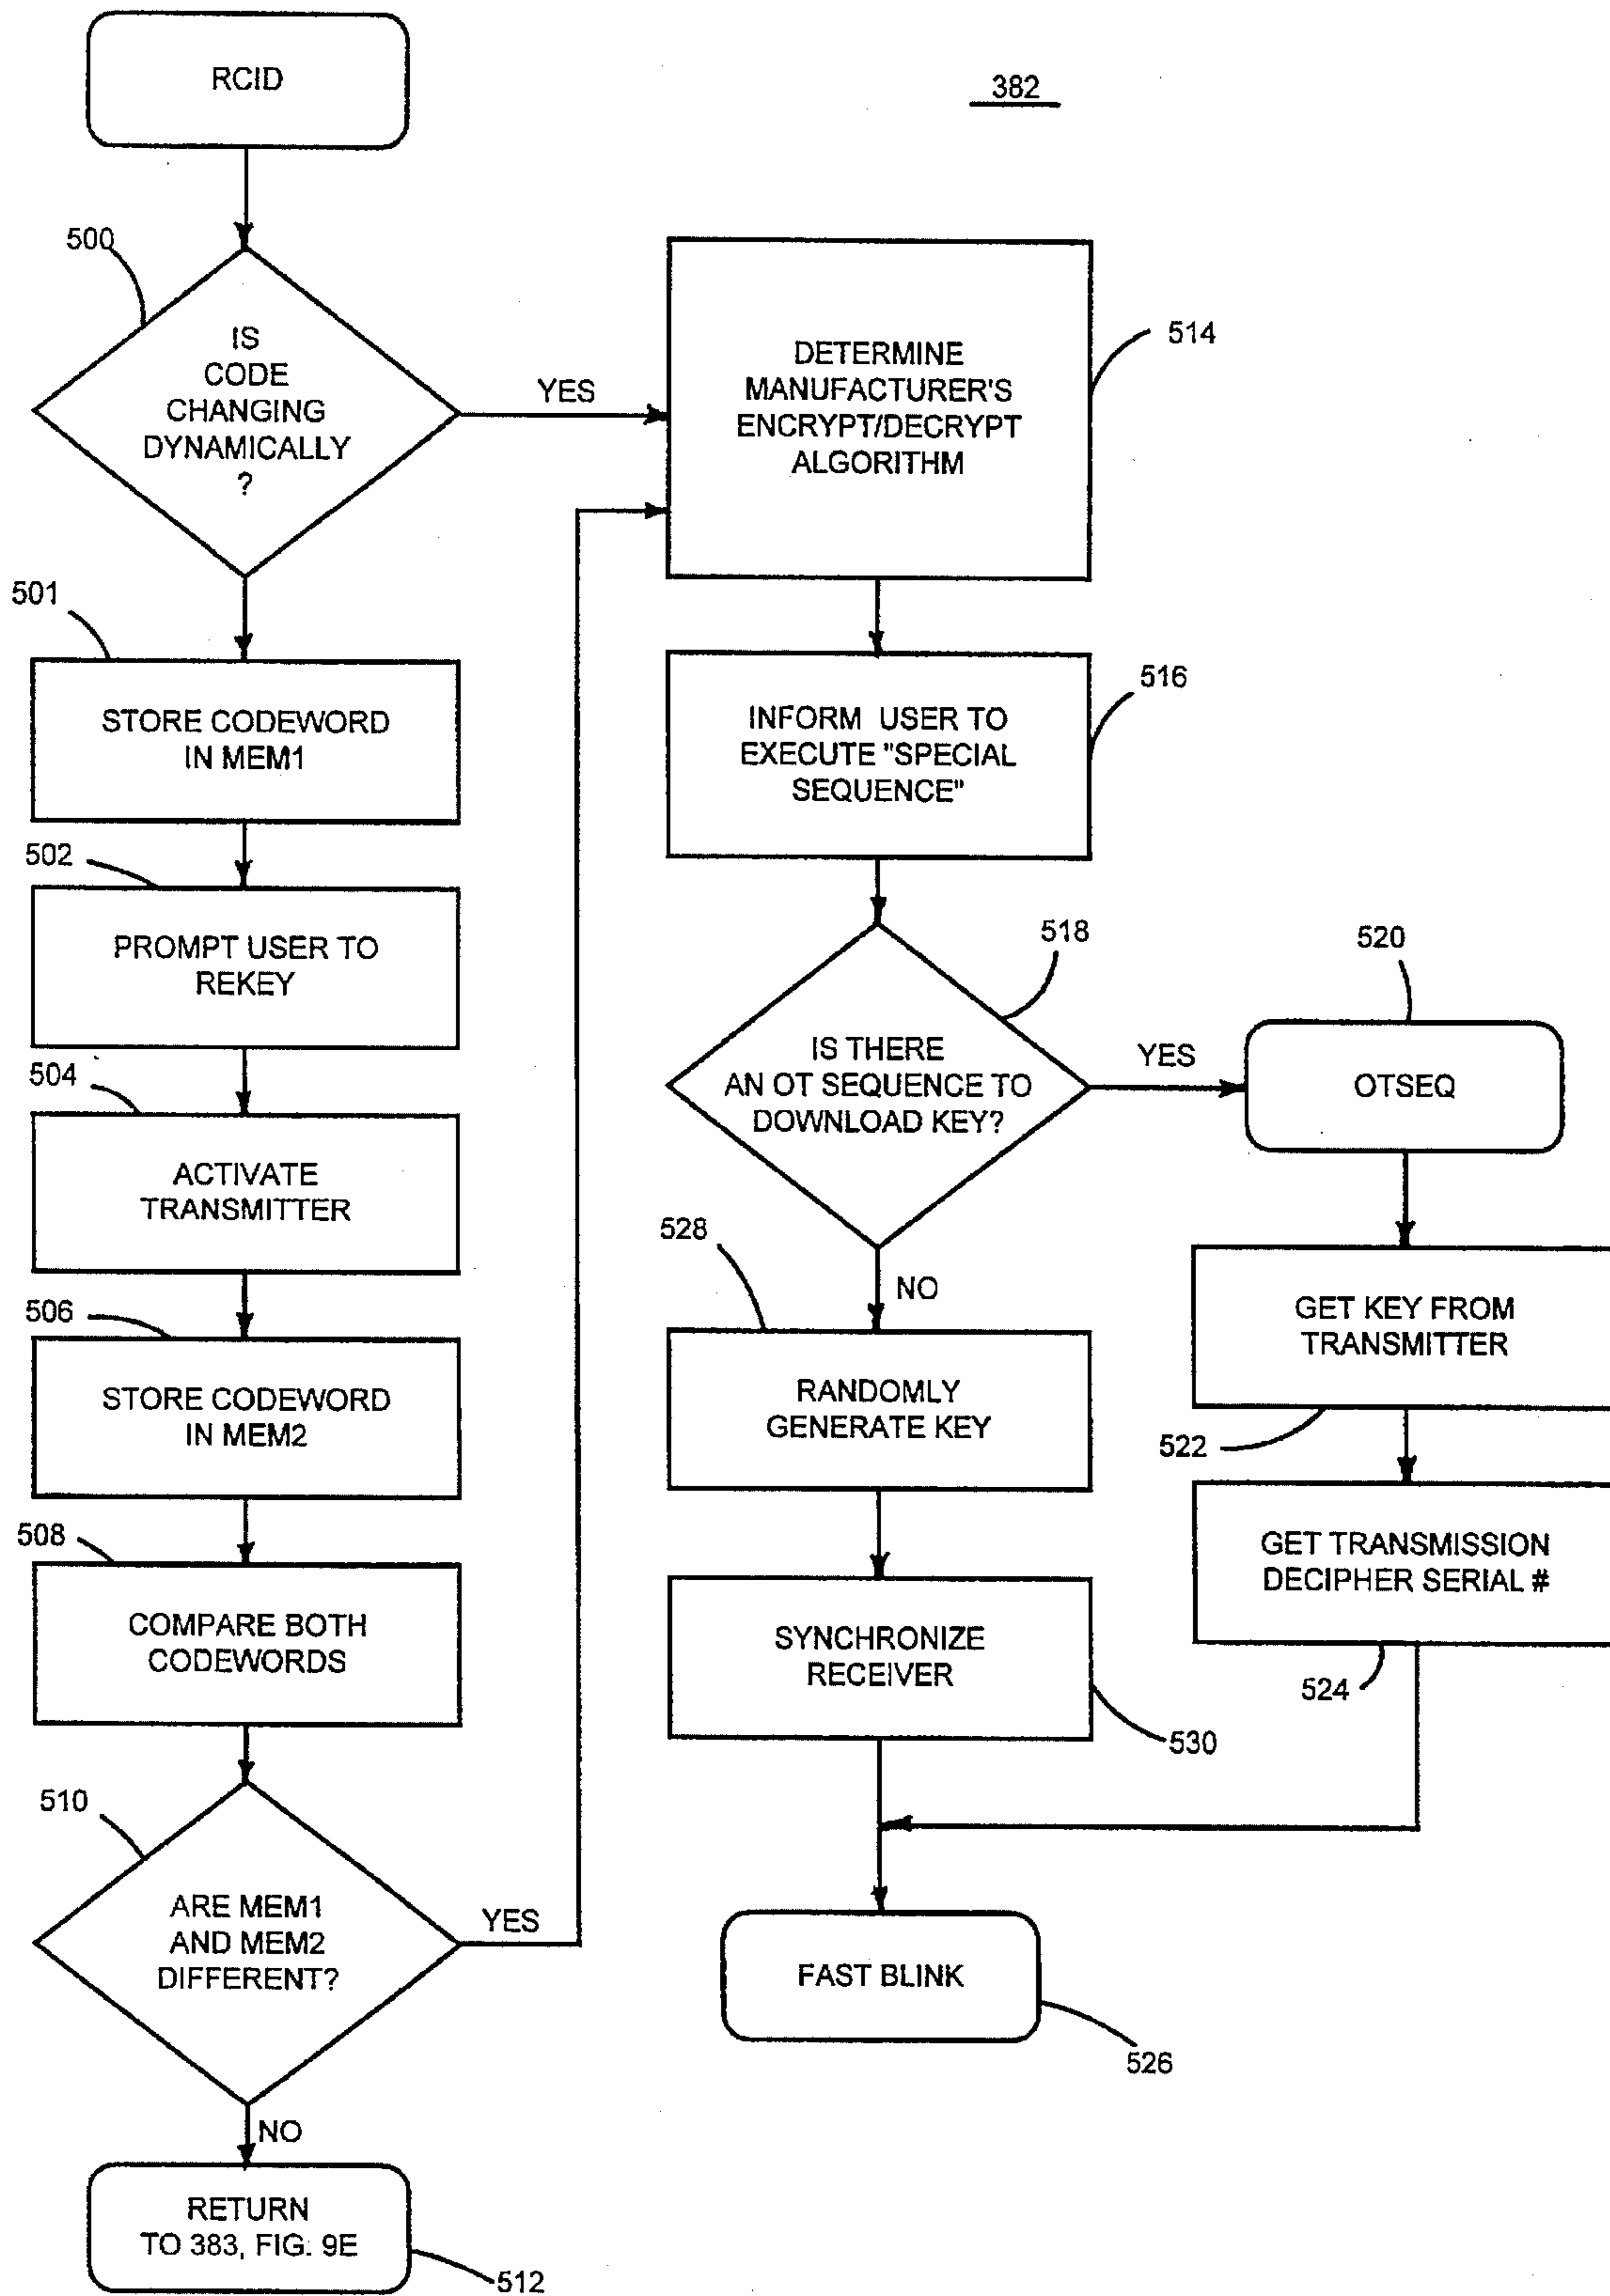 RCID
382
500
IS
CODE
CHANGING
DYNAMICALLY
?
YES
501
STORE CODEWORD
IN MEM1
502
PROMPT USER TO
REKEY
504
ACTIVATE
TRANSMITTER
506
STORE CODEWORD
IN MEM2
508
COMPARE BOTH
CODEWORDS
510
ARE MEM1
AND MEM2
DIFFERENT?
YES
NO
RETURN
TO 383, FIG. 9E
512
DETERMINE
MANUFACTURER'S
ENCRYPT/DECRYPT
ALGORITHM
514
INFORM USER TO
EXECUTE "SPECIAL
SEQUENCE"
516
518
IS THERE
AN OT SEQUENCE TO
DOWNLOAD KEY?
YES
NO
520
OTSEQ
GET KEY FROM
TRANSMITTER
522
GET TRANSMISSION
DECIPHER SERIAL #
524
528
RANDOMLY
GENERATE KEY
SYNCHRONIZE
RECEIVER
530
FAST BLINK
526